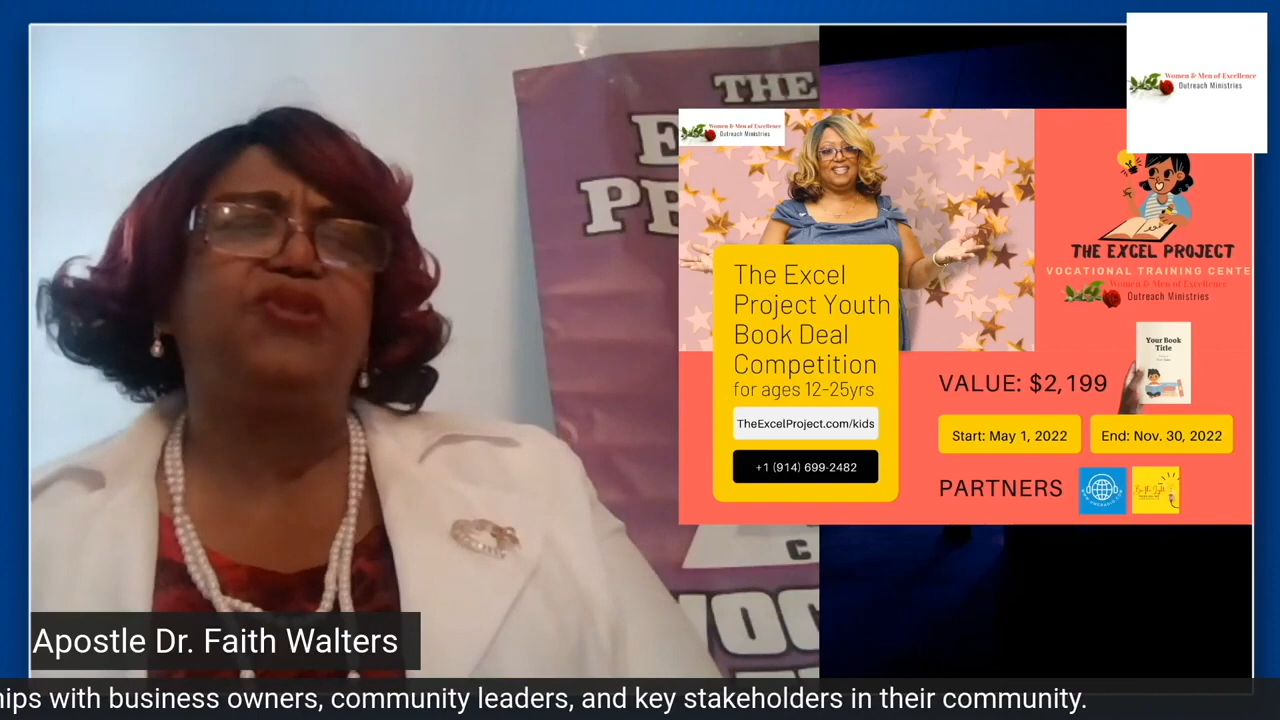 THE
Women & Men of Excellence
Outreach Ministries
Women & Men of Excellence
Outreach Ministries
The Excel
Project Youth
Book Deal
Competition
for ages 12-25yrs
TheExcelProject.com/kids
+1 (914) 699-2482
THE EXCEL PROJECT
VOCATIONAL TRAINING CENTE
Women & Men of Excellence
Outreach Ministries
Your Book
Title
VALUE: $2,199
Start: May 1, 2022
End: Nov. 30, 2022
PARTNERS
Apostle Dr. Faith Walters
with business owners, community leaders, and key stakeholders in their community.